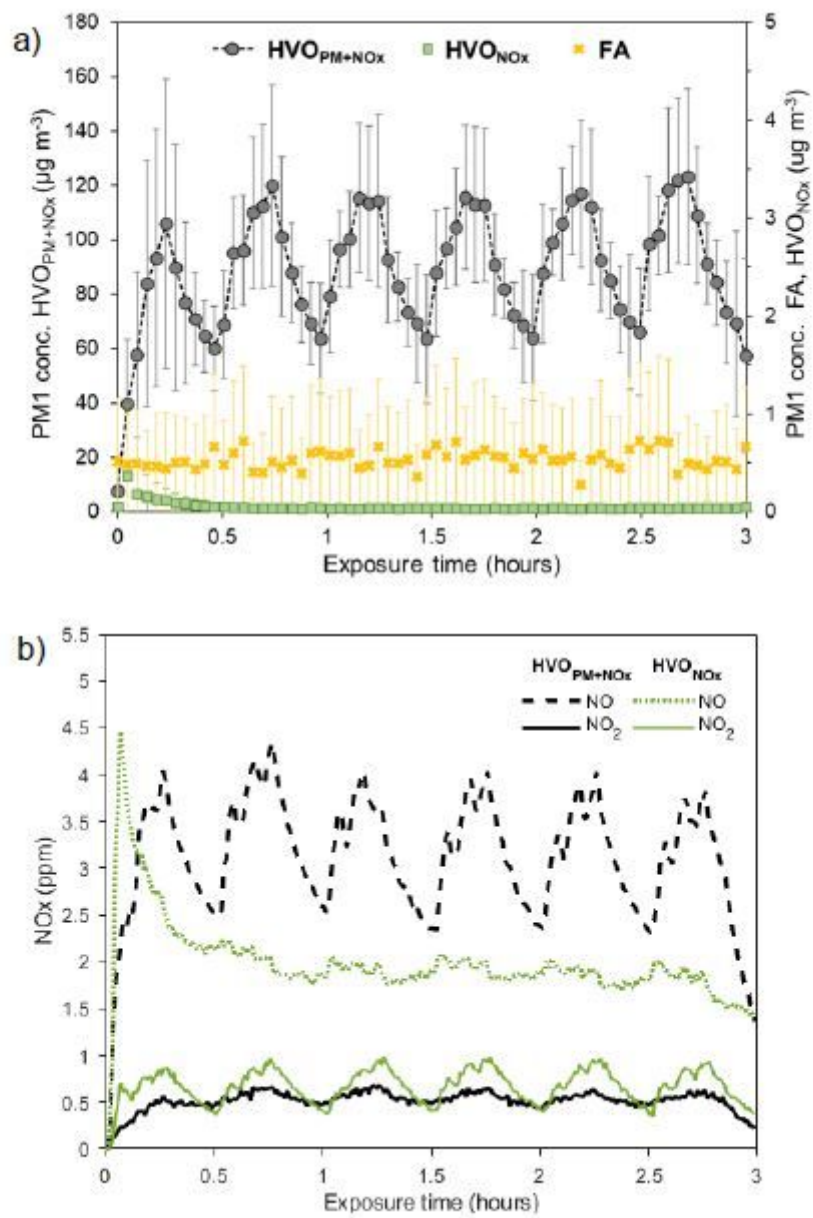 a)
HVOPM+NOx HVONOx FA
PM1 conc. HVOPM+NOx (µg m-3)
180
160
140
120
100
80
60
40
20
0
PM1 conc. FA, HVONOx (ug m-3)
5
4
3
2
1
0
0 0.5 1 1.5 2 2.5 3
Exposure time (hours)
b)
HVOPM+NOx HVONOx
NO NO
NO2 NO2
NOx (ppm)
5.5
5
4.5
4
3.5
3
2.5
2
1.5
1
0.5
0
0 0.5 1 1.5 2 2.5 3
Exposure time (hours)